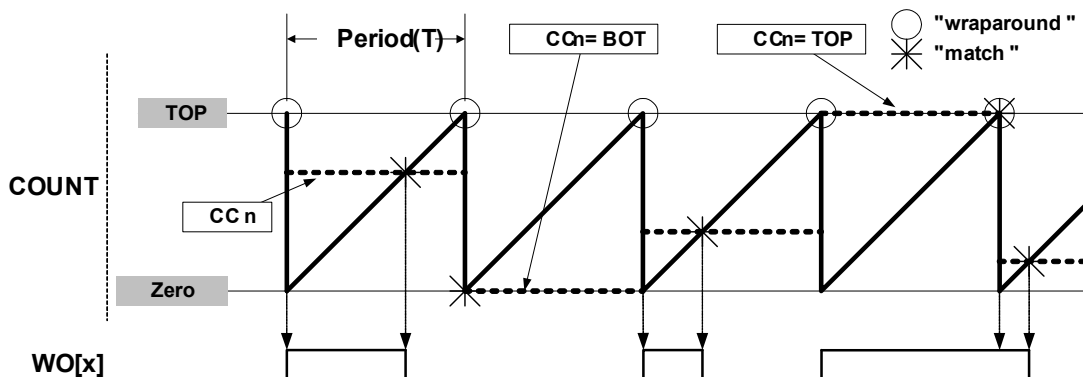 Period(T)
CCn= BOT
CCn= TOP
"wraparound "
"match "
TOP
COUNT
CC n
Zero
WO[x]